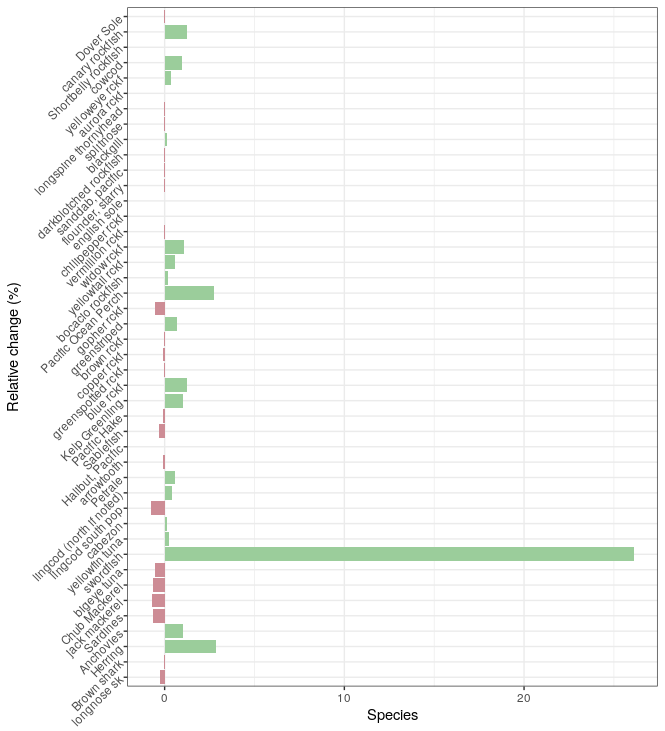 Dover Sole
canary rockfish
Shortbelly rockfish
cowcod
yelloweye rckf
aurora rckf
longspine thornyhead
splitnose
blackgill
darkblotched rockfish
sanddab, pacific
flounder, starry
english sole
chilipepper rckf
vermilion rckf
widow rckf
yellowtail rckf
bocacio rockfish
Pacific Ocean Perch
gopher rckf
greenstriped
brown rckf
copper rckf
greenspotted rckf
blue rckf
Kelp Greenling
Pacific Hake
Sablefish
Halibut, Pacific
arrowtooth
Petrale
lingcod (north if noted)
lingcod south pop
cabezon
yellowfin tuna
swordfish
bigeye tuna
Chub Mackerel
jack mackerel
Sardines
Anchovies
Herring
Brown shark
longnose sk
Relative change (%)
0 10 20
Species